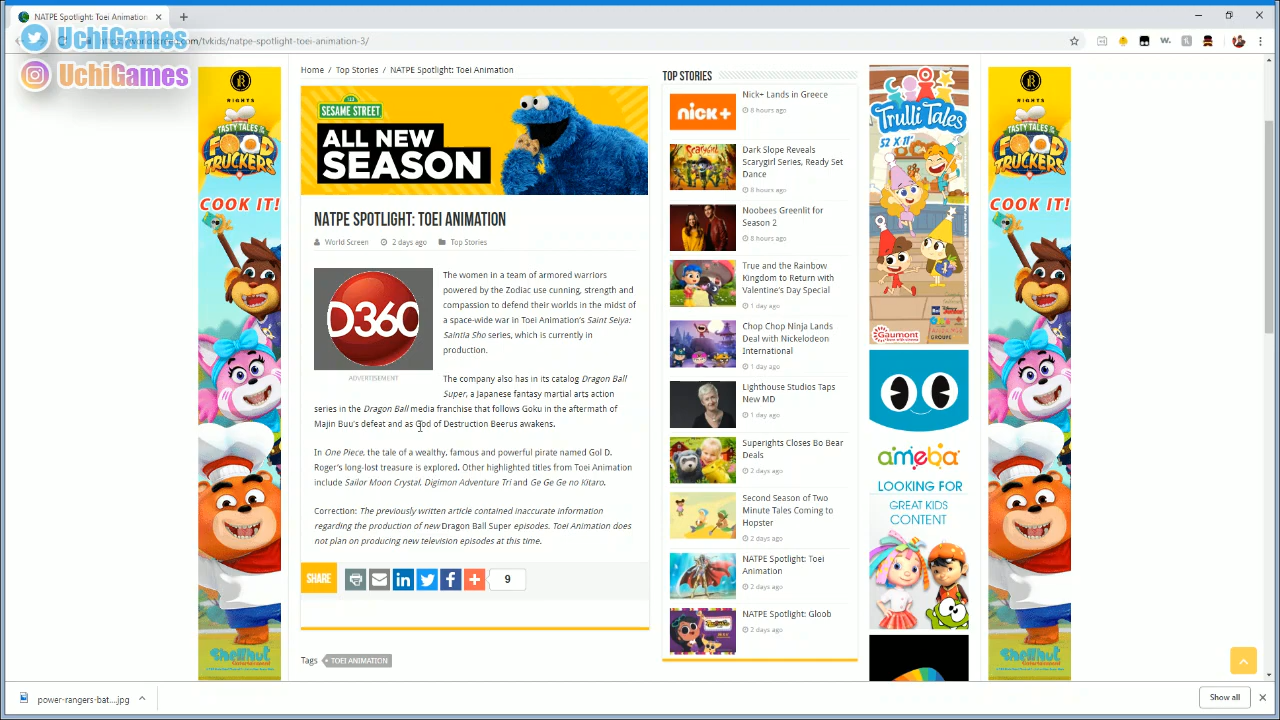 NATPE Spotlight: Toei Animation
UchiGames
/tvkids/natpe-spotlight-toei-animation-3/
UchiGames
Home / Top Stories / NATPE Spotlight: Toei Animation
SESAME STREET
ALL NEW
SEASON
NATPE SPOTLIGHT: TOEI ANIMATION
World Screen 2 days ago Top Stories
D360
ADVERTISEMENT
The women in a team of armored warriors
powered by the Zodiac use cunning, strength and
compassion to defend their worlds in the midst of
a space-wide war in Toei Animation's Saint Seiya:
Saintia Sho series, which is currently in
production.
The company also has in its catalog Dragon Ball
Super, a Japanese fantasy martial arts action
series in the Dragon Ball media franchise that follows Goku in the aftermath of
Majin Buu's defeat and as God of Destruction Beerus awakens.
In One Piece, the tale of a wealthy, famous and powerful pirate named Gol D.
Roger's long-lost treasure is explored. Other highlighted titles from Toei Animation
include Sailor Moon Crystal, Digimon Adventure Tri and Ge Ge Ge no Kitaro.
Correction: The previously written article contained inaccurate information
regarding the production of new Dragon Ball Super episodes. Toei Animation does
not plan on producing new television episodes at this time.
SHARE
9
Tags TOEI ANIMATION
TOP STORIES
nick+
Nick+ Lands in Greece
8 hours ago
Scarygirl
Dark Slope Reveals
Scarygirl Series, Ready Set
Dance
8 hours ago
Noobees Greenlit for
Season 2
8 hours ago
True and the Rainbow
Kingdom to Return with
Valentine's Day Special
1 day ago
Chop Chop Ninja Lands
Deal with Nickelodeon
International
1 day ago
Lighthouse Studios Taps
New MD
1 day ago
Superights Closes Bo Bear
Deals
2 days ago
Second Season of Two
Minute Tales Coming to
Hopster
2 days ago
NATPE Spotlight: Toei
Animation
2 days ago
NATPE Spotlight: Gloob
2 days ago
RIGHTS
TASTY TALES OF THE
FOOD
TRUCKERS
COOK IT!
Shellhut
Entertainment
Trulli Tales
52 X 11'
Gaumont
ameba
LOOKING FOR
GREAT KIDS
CONTENT
RIGHTS
TASTY TALES OF THE
FOOD
TRUCKERS
COOK IT!
Shellhut
Entertainment
power-rangers-bat....jpg
Show all